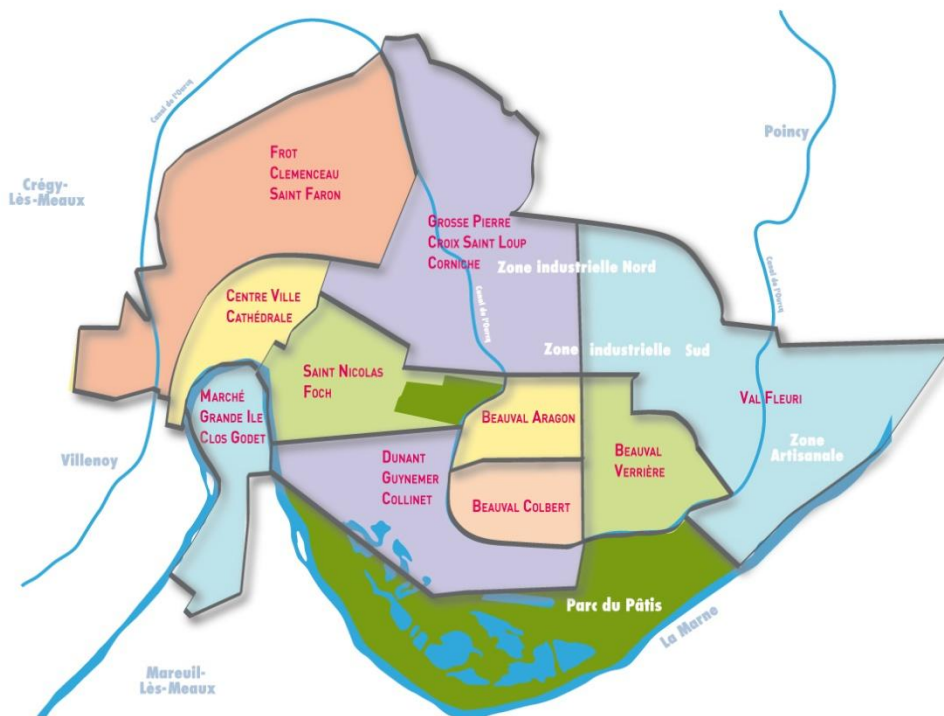 Canal de l'Ourcq
Poincy
Crégy-
Lès-Meaux
FROT
CLEMENCEAU
SAINT FARON
GROSSE PIERRE
CROIX SAINT LOUP
CORNICHE
Zone industrielle Nord
Canal de l'Ourcq
Canal de l'Ourcq
CENTRE VILLE
CATHÉDRALE
Zone industrielle Sud
SAINT NICOLAS
FOCH
MARCHÉ
GRANDE ILE
CLOS GODET
VAL FLEURI
BEAUVAL ARAGON
Zone
Artisanale
Villenoy
DUNANT
GUYNEMER
COLLINET
BEAUVAL
VERRIÈRE
BEAUVAL COLBERT
Parc du Pâtis
La Marne
Mareuil-
Lès-Meaux